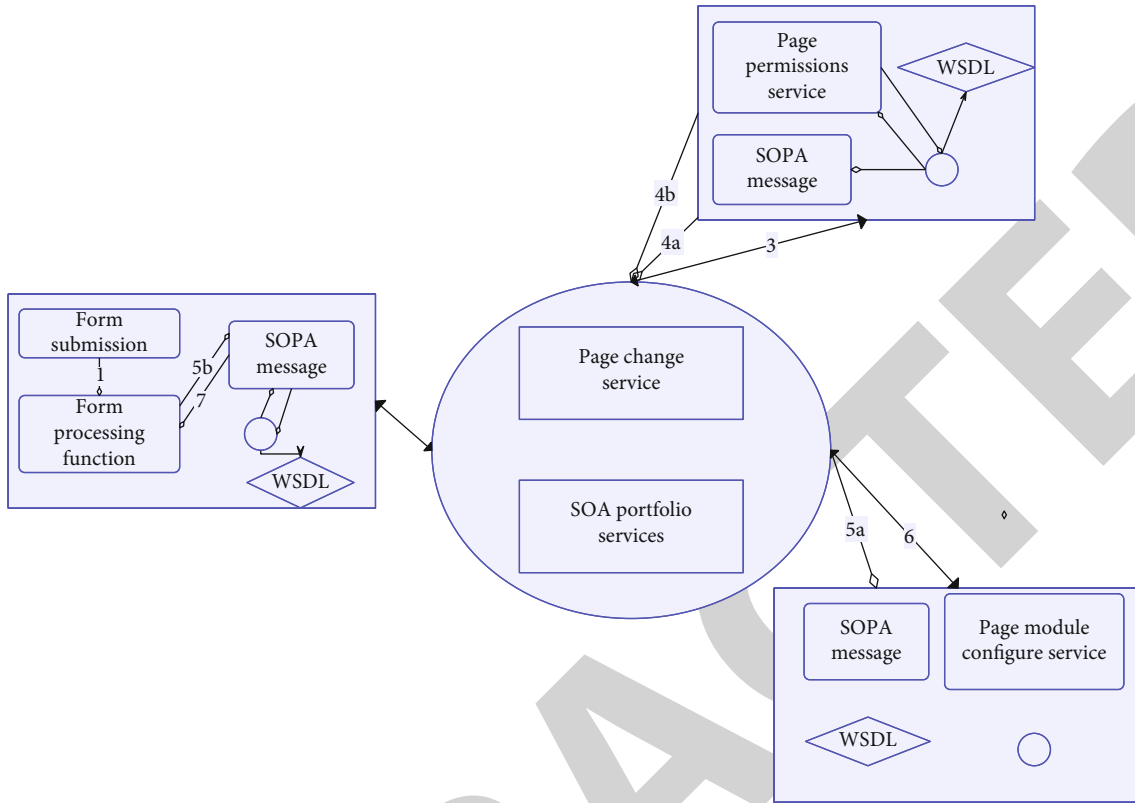 Page
permissions
service
WSDL
SOPA
message
4b
4a
3
Form
submission
1
5b
7
SOPA
message
Form
processing
function
WSDL
Page change
service
SOA portfolio
services
5a
6
SOPA
message
Page module
configure service
WSDL